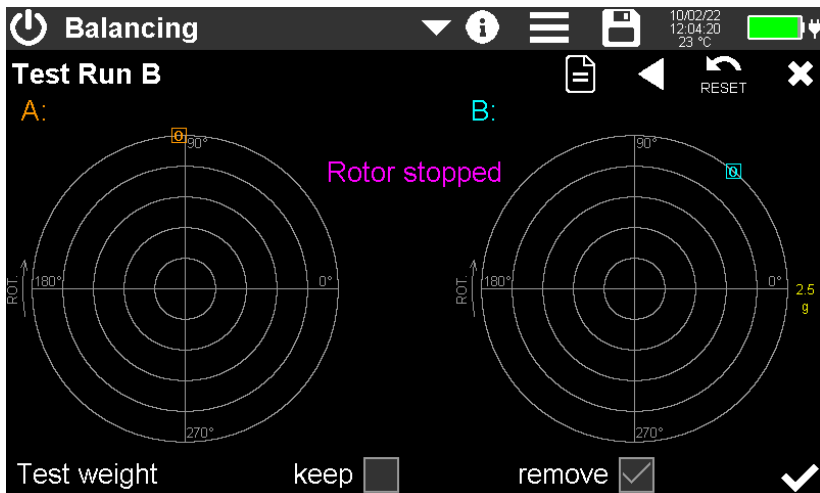 Balancing
i
10/02/22
12:04:20
23 °C
Test Run B
RESET
A:
B:
0
90°
90°
0
Rotor stopped
ROT.
180°
0°
ROT.
180°
0°
2.5
g
270°
270°
Test weight
keep
remove